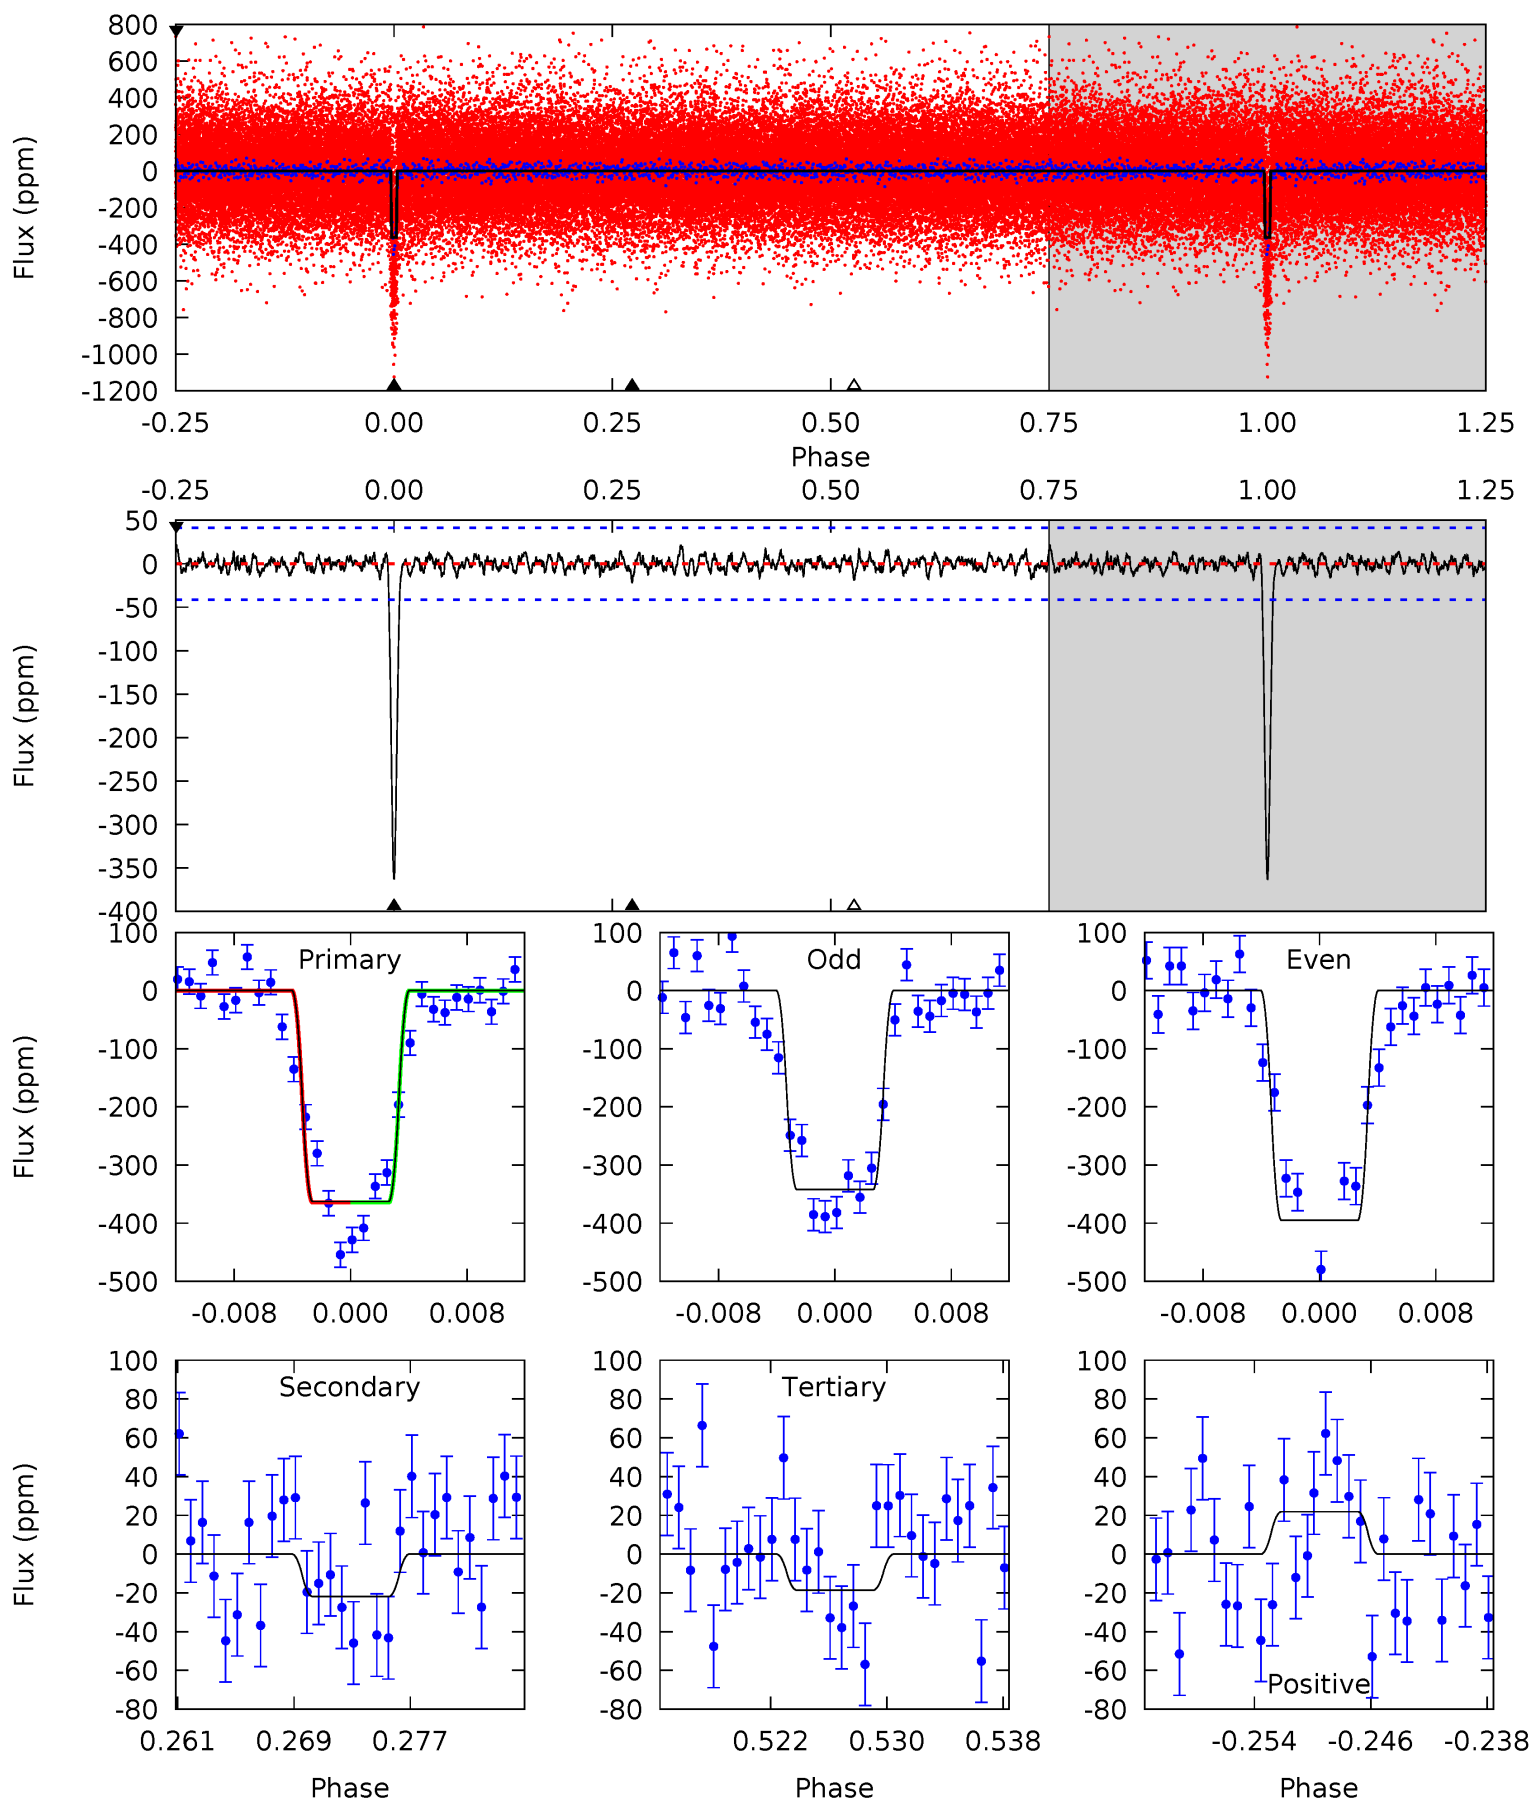 800
600
400
200
0
-200
-400
-600
-800
-1000
-1200
Flux (ppm)
-0.25 0.00 0.25 0.50 0.75 1.00 1.25
Phase
-0.25 0.00 0.25 0.50 0.75 1.00 1.25
50
0
-50
-100
-150
-200
-250
-300
-350
-400
Flux (ppm)
Primary Odd Even
100 100 100
0 0 0
-100 -100 -100
-200 -200 -200
-300 -300 -300
-400 -400 -400
-500 -500 -500
Flux (ppm)
-0.008 0.000 0.008 -0.008 0.000 0.008 -0.008 0.000 0.008
Secondary Tertiary Positive
100 100 100
80 80 80
60 60 60
40 40 40
20 20 20
0 0 0
-20 -20 -20
-40 -40 -40
-60 -60 -60
-80 -80 -80
Flux (ppm)
0.261 0.269 0.277 0.522 0.530 0.538 -0.254 -0.246 -0.238
Phase Phase Phase